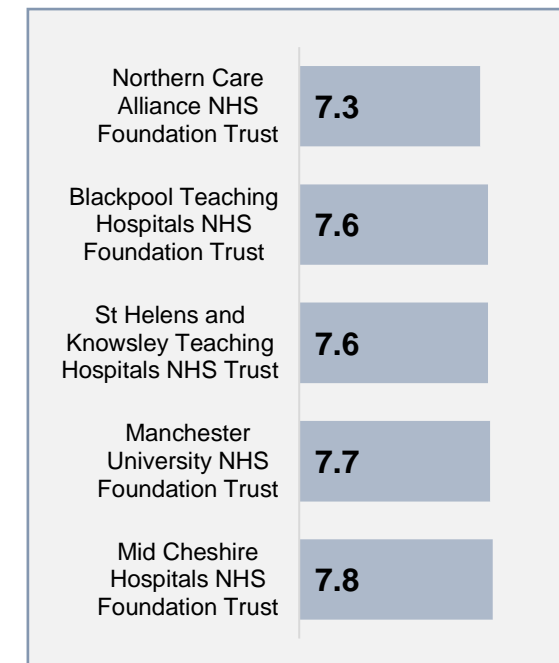 Northern Care
Alliance NHS
Foundation Trust
7.3
Blackpool Teaching
Hospitals NHS
Foundation Trust
7.6
St Helens and
Knowsley Teaching
Hospitals NHS Trust
7.6
Manchester
University NHS
Foundation Trust
7.7
Mid Cheshire
Hospitals NHS
Foundation Trust
7.8